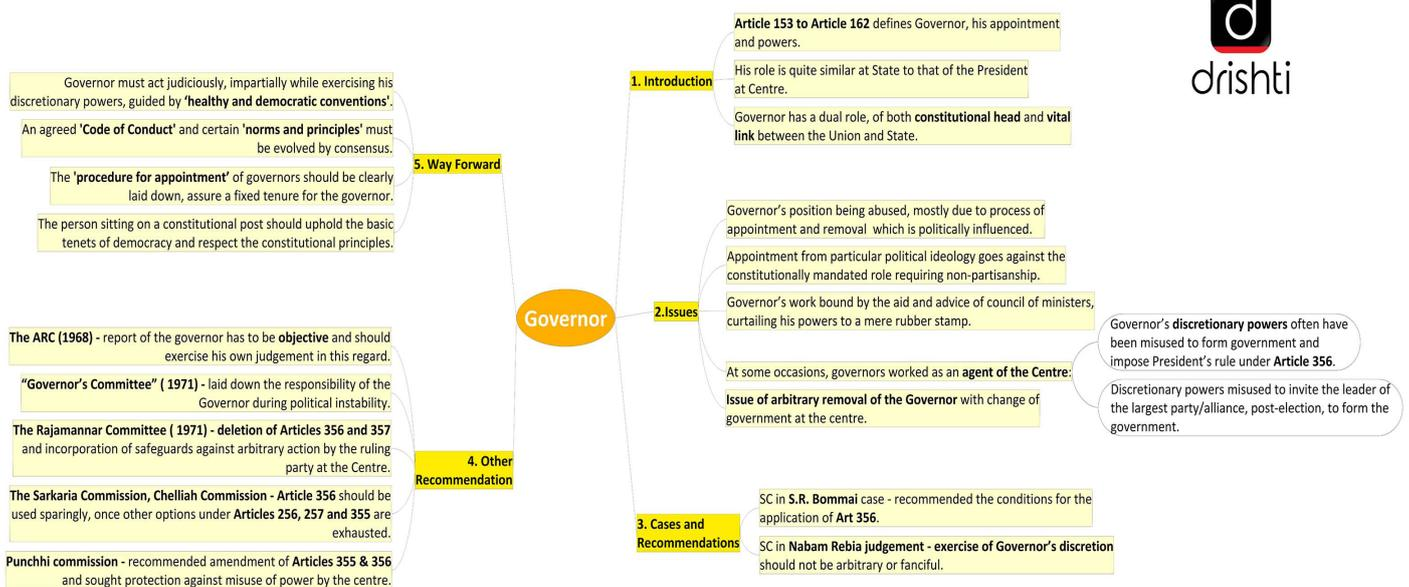 d
drishti
Governor
1. Introduction
Article 153 to Article 162 defines Governor, his appointment
and powers.
His role is quite similar at State to that of the President
at Centre.
Governor has a dual role, of both constitutional head and vital
link between the Union and State.
2.Issues
Governor's position being abused, mostly due to process of
appointment and removal which is politically influenced.
Appointment from particular political ideology goes against the
constitutionally mandated role requiring non-partisanship.
Governor's work bound by the aid and advice of council of ministers,
curtailing his powers to a mere rubber stamp.
At some occasions, governors worked as an agent of the Centre:
Governor's discretionary powers often have
been misused to form government and
impose President's rule under Article 356.
Discretionary powers misused to invite the leader of
the largest party/alliance, post-election, to form the
government.
Issue of arbitrary removal of the Governor with change of
government at the centre.
3. Cases and
Recommendations
SC in S.R. Bommai case - recommended the conditions for the
application of Art 356.
SC in Nabam Rebia judgement - exercise of Governor's discretion
should not be arbitrary or fanciful.
4. Other
Recommendation
The ARC (1968) - report of the governor has to be objective and should
exercise his own judgement in this regard.
"Governor's Committee" ( 1971) - laid down the responsibility of the
Governor during political instability.
The Rajamannar Committee ( 1971) - deletion of Articles 356 and 357
and incorporation of safeguards against arbitrary action by the ruling
party at the Centre.
The Sarkaria Commission, Chelliah Commission - Article 356 should be
used sparingly, once other options under Articles 256, 257 and 355 are
exhausted.
Punchhi commission - recommended amendment of Articles 355 & 356
and sought protection against misuse of power by the centre.
5. Way Forward
Governor must act judiciously, impartially while exercising his
discretionary powers, guided by 'healthy and democratic conventions'.
An agreed 'Code of Conduct' and certain 'norms and principles' must
be evolved by consensus.
The 'procedure for appointment' of governors should be clearly
laid down, assure a fixed tenure for the governor.
The person sitting on a constitutional post should uphold the basic
tenets of democracy and respect the constitutional principles.